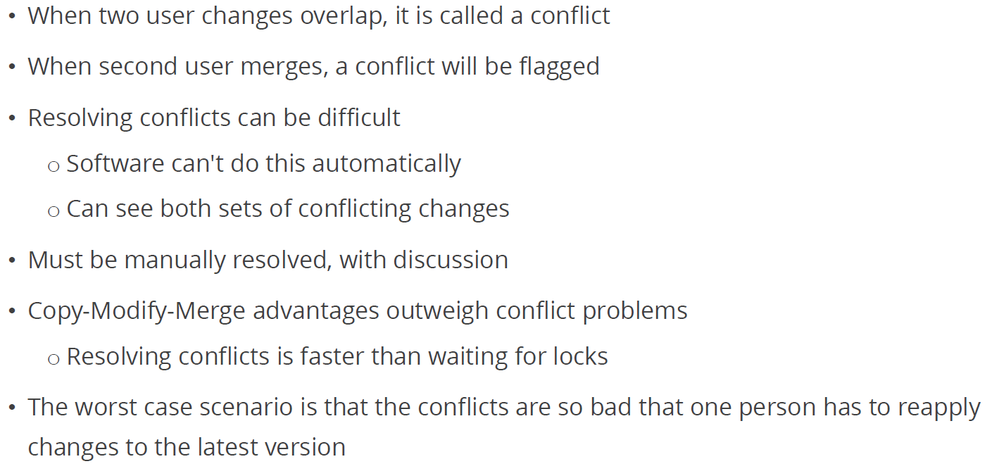 • When two user changes overlap, it is called a conflict
• When second user merges, a conflict will be flagged
• Resolving conflicts can be difficult
○ Software can't do this automatically
○ Can see both sets of conflicting changes
• Must be manually resolved, with discussion
• Copy-Modify-Merge advantages outweigh conflict problems
○ Resolving conflicts is faster than waiting for locks
• The worst case scenario is that the conflicts are so bad that one person has to reapply
changes to the latest version